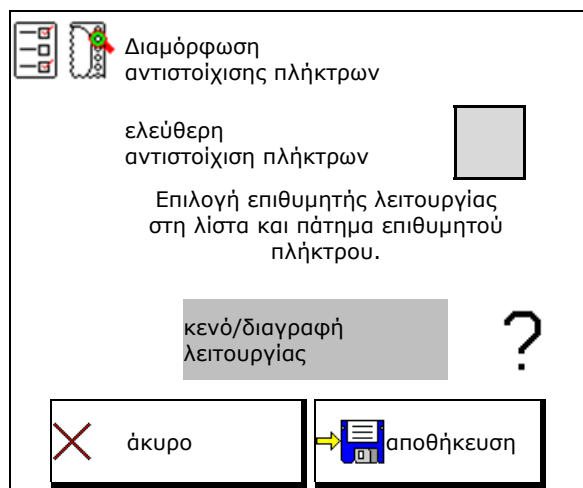 Διαμόρφωση
αντιστοίχισης πλήκτρων
ελεύθερη
αντιστοίχιση πλήκτρων
Επιλογή επιθυμητής λειτουργίας
στη λίστα και πάτημα επιθυμητού
πλήκτρου.
κενό/διαγραφή
λειτουργίας
?
άκυρο
αποθήκευση